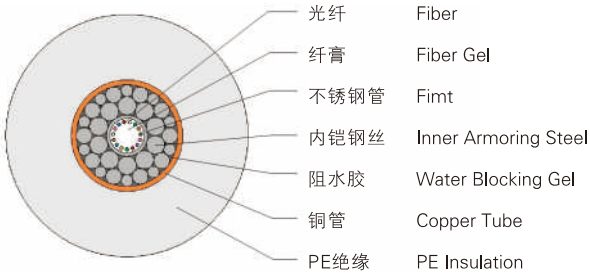 光纤 Fiber
纤膏 Fiber Gel
不锈钢管 Fimt
内铠钢丝 Inner Armoring Steel
阻水胶 Water Blocking Gel
铜管 Copper Tube
PE绝缘 PE Insulation